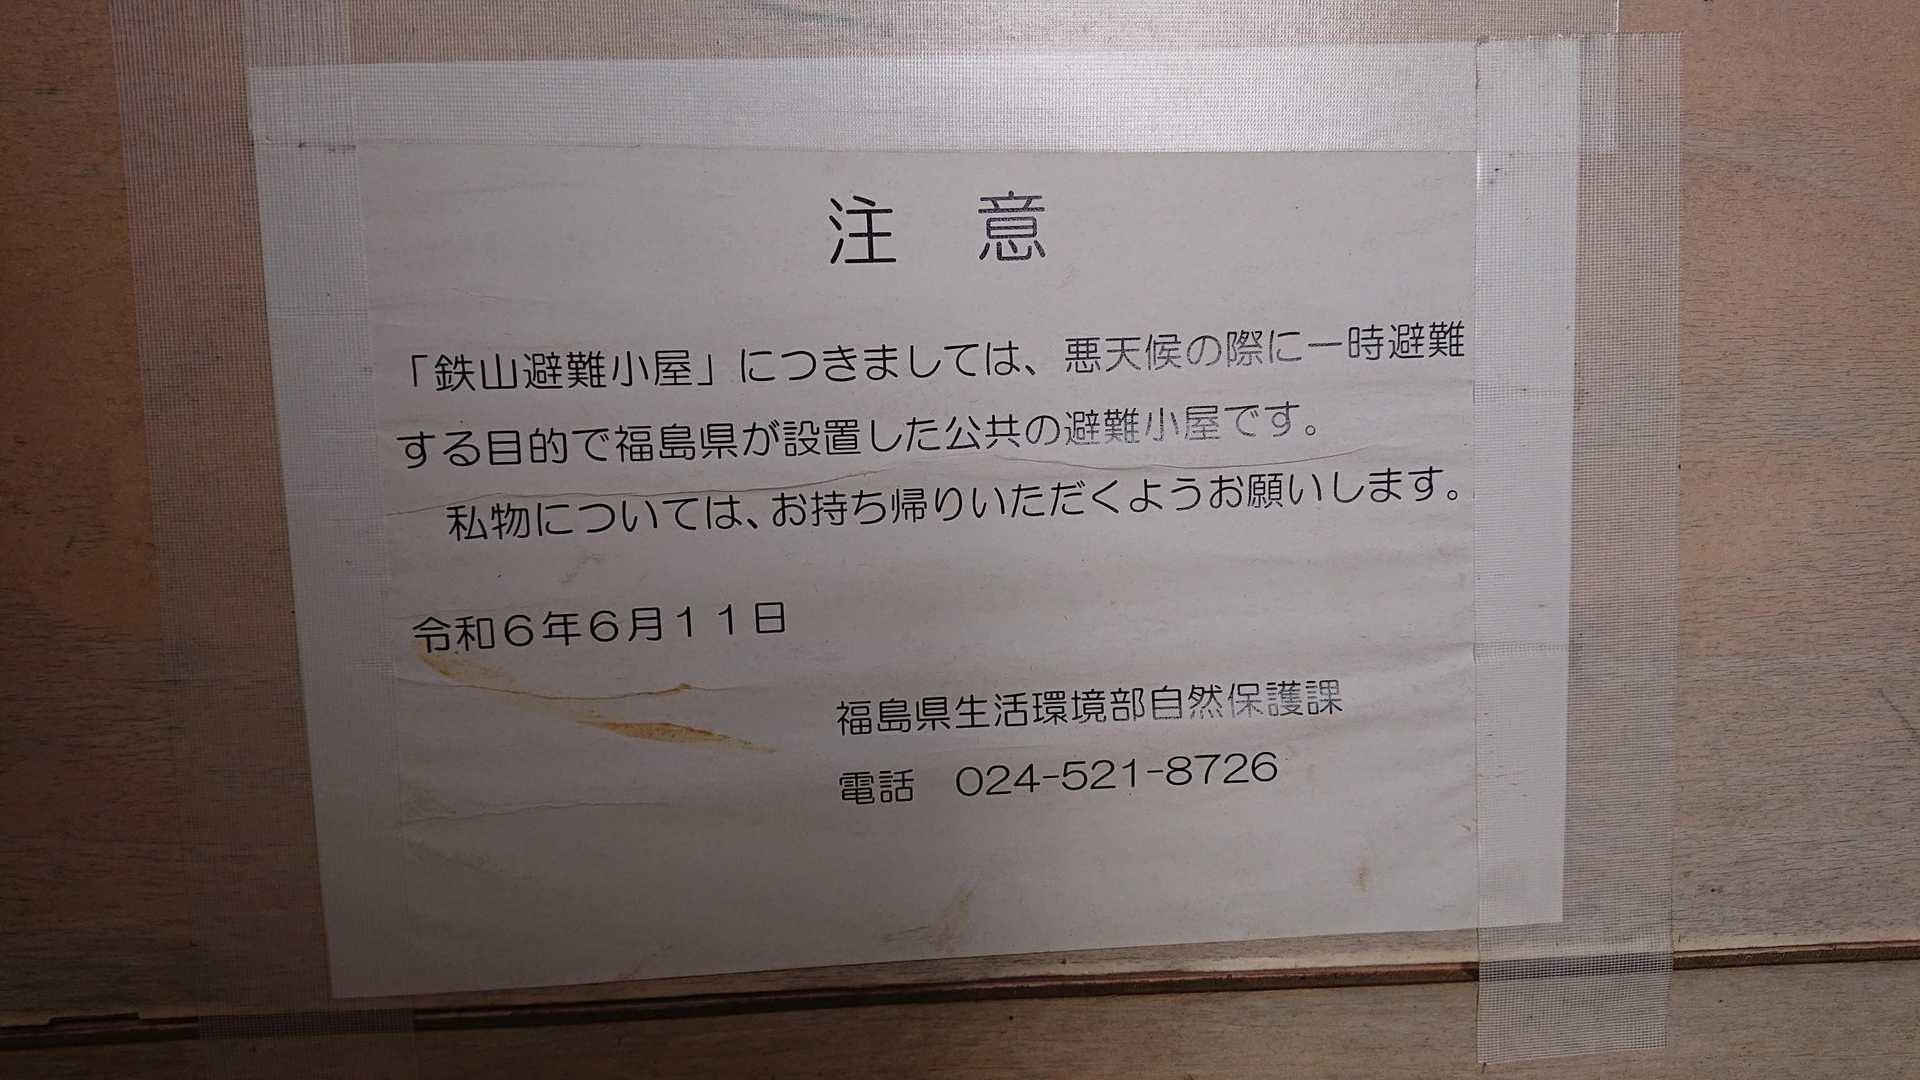 注　意
「鉄山避難小屋」につきましては、悪天候の際に一時避難
する目的で福島県が設置した公共の避難小屋です。
私物については、お持ち帰りいただくようお願いします。
令和６年６月１１日
福島県生活環境部自然保護課
電話　024-521-8726